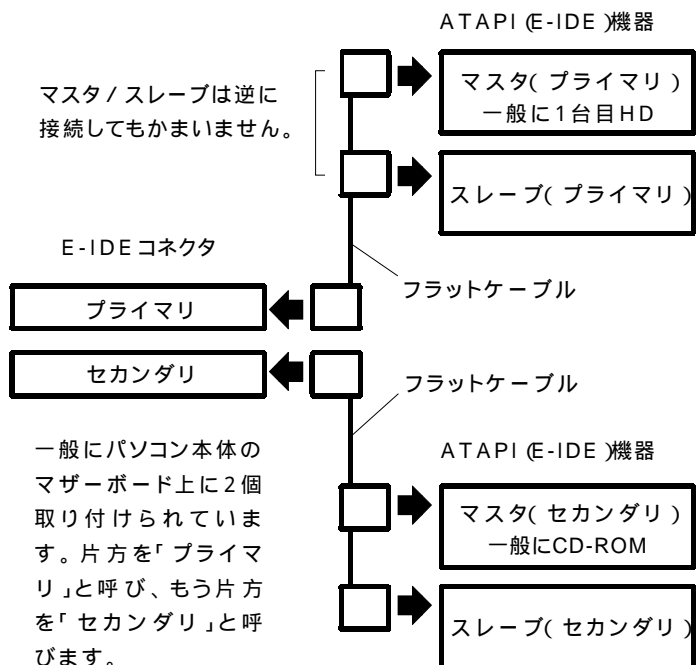 ATAPI(E-IDE)機器
マスタ(プライマリ)
一般に1台目HD
マスタ/スレーブは逆に
接続してもかまいません。
スレーブ(プライマリ)
E-IDEコネクタ
フラットケーブル
プライマリ
セカンダリ
フラットケーブル
一般にパソコン本体の
マザーボード上に2個
取り付けられていま
す。片方を「プライマ
リ」と呼び、もう片方
を「セカンダリ」と呼
びます。
ATAPI(E-IDE)機器
マスタ(セカンダリ)
一般にCD-ROM
スレーブ(セカンダリ)